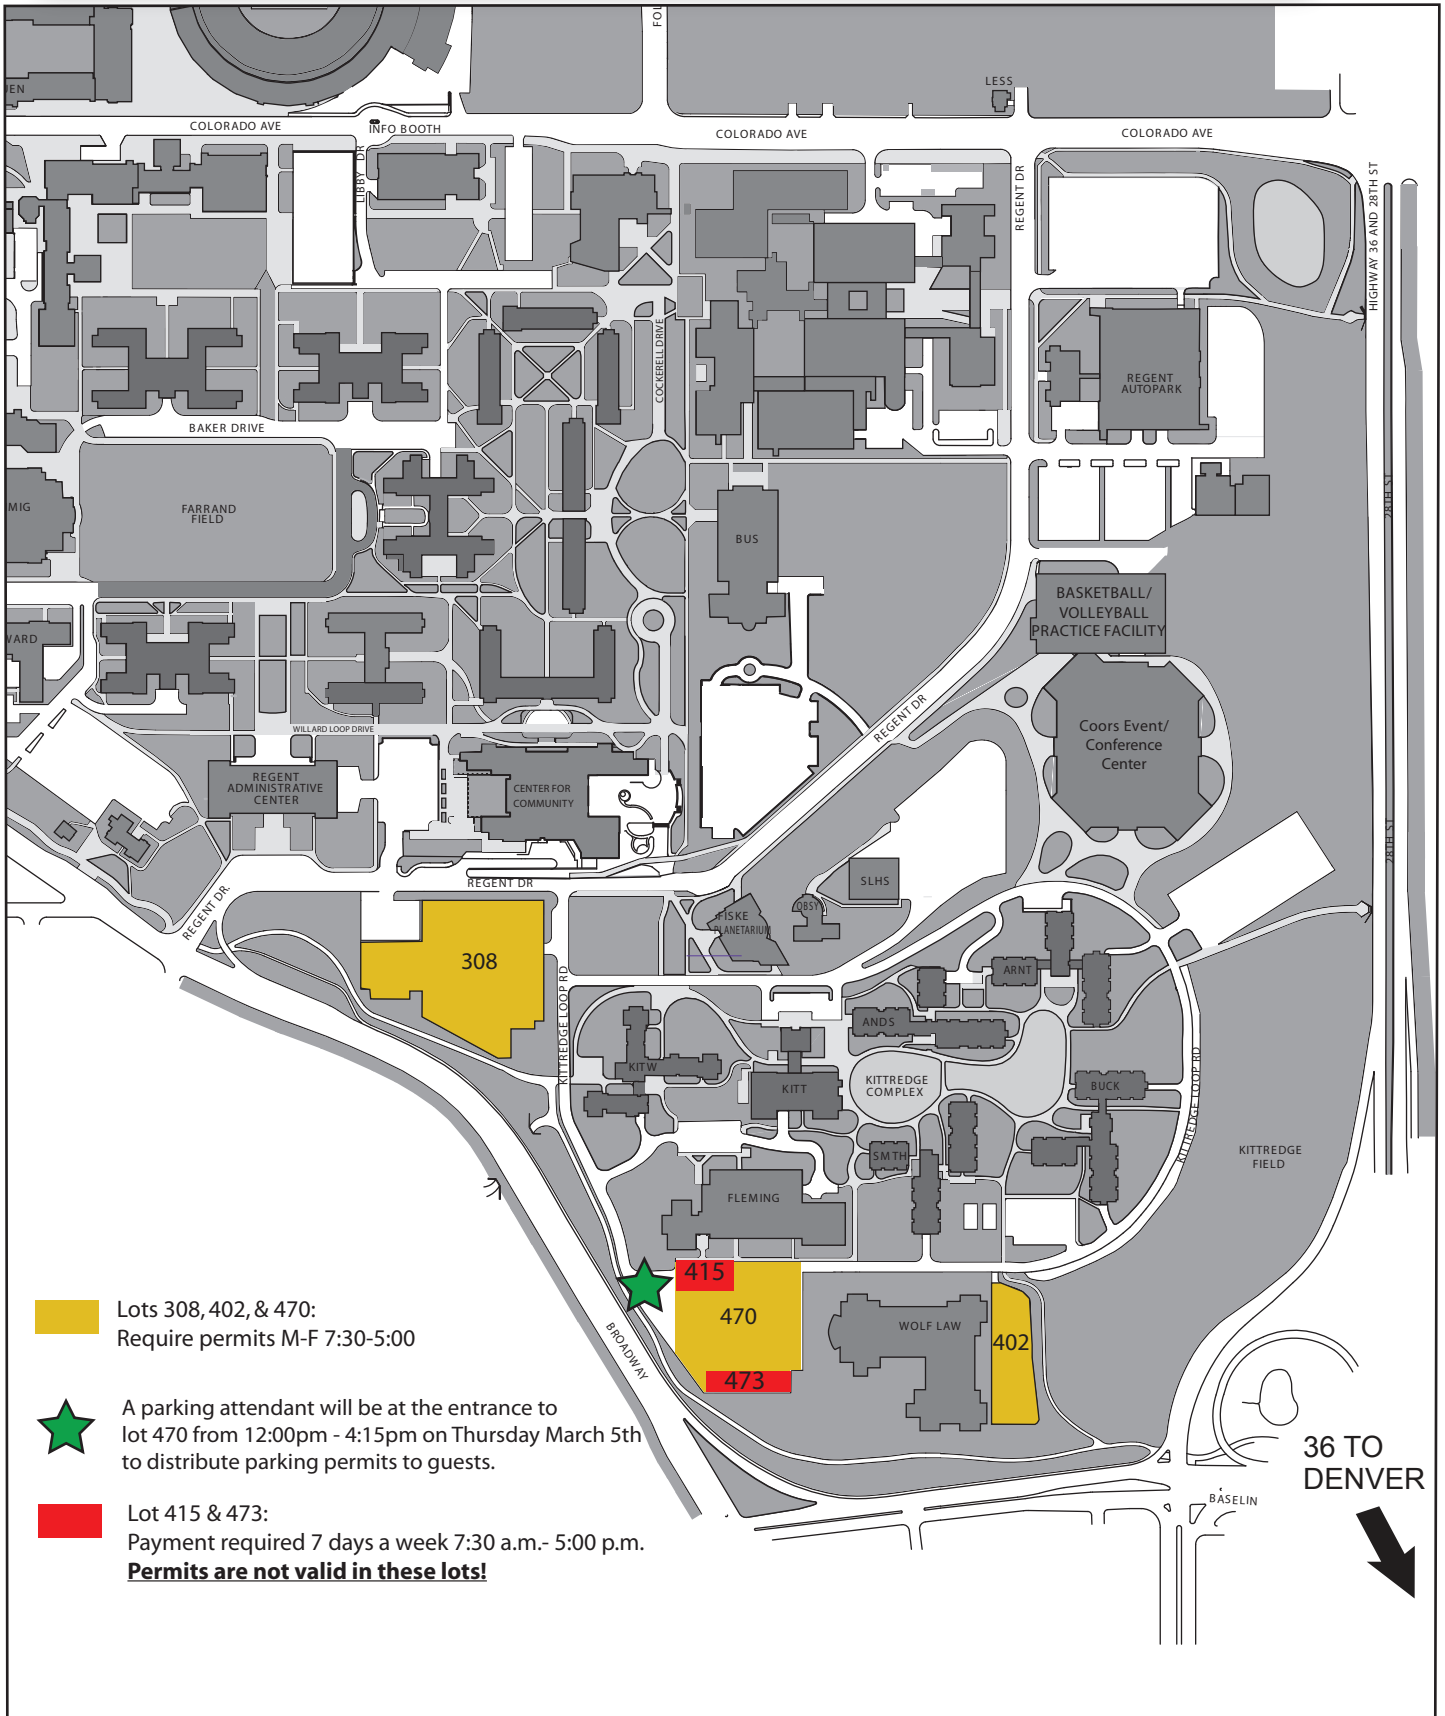 FOL
LESS
UEN
COLORADO AVE
INFO BOOTH
COLORADO AVE
COLORADO AVE
LIBBY DR
REGENT DR
HIGHWAY 36 AND 28TH ST
COCKERELL DRIVE
REGENT
AUTOPARK
BAKER DRIVE
MIG
FARRAND
FIELD
28TH ST
BUS
BASKETBALL/
VOLLEYBALL
PRACTICE FACILITY
WARD
REGENT DR
Coors Event/
Conference
Center
WILLARD LOOP DRIVE
REGENT
ADMINISTRATIVE
CENTER
CENTER FOR
COMMUNITY
28TH ST
REGENT DR
SLHS
REGENT DR.
OBSY
FISKE
PLANETARIUM
308
ARNT
KITTREDGE LOOP RD
ANDS
KITW
KITT
KITTREDGE
COMPLEX
BUCK
KITTREDGE LOOP RD
SMTH
KITTREDGE
FIELD
FLEMING
415
470
WOLF LAW
402
473
BROADWAY
Lots 308, 402, & 470:
Require permits M-F 7:30-5:00
A parking attendant will be at the entrance to
lot 470 from 12:00pm - 4:15pm on Thursday March 5th
to distribute parking permits to guests.
Lot 415 & 473:
Payment required 7 days a week 7:30 a.m.- 5:00 p.m.
Permits are not valid in these lots!
36 TO
DENVER
BASELIN